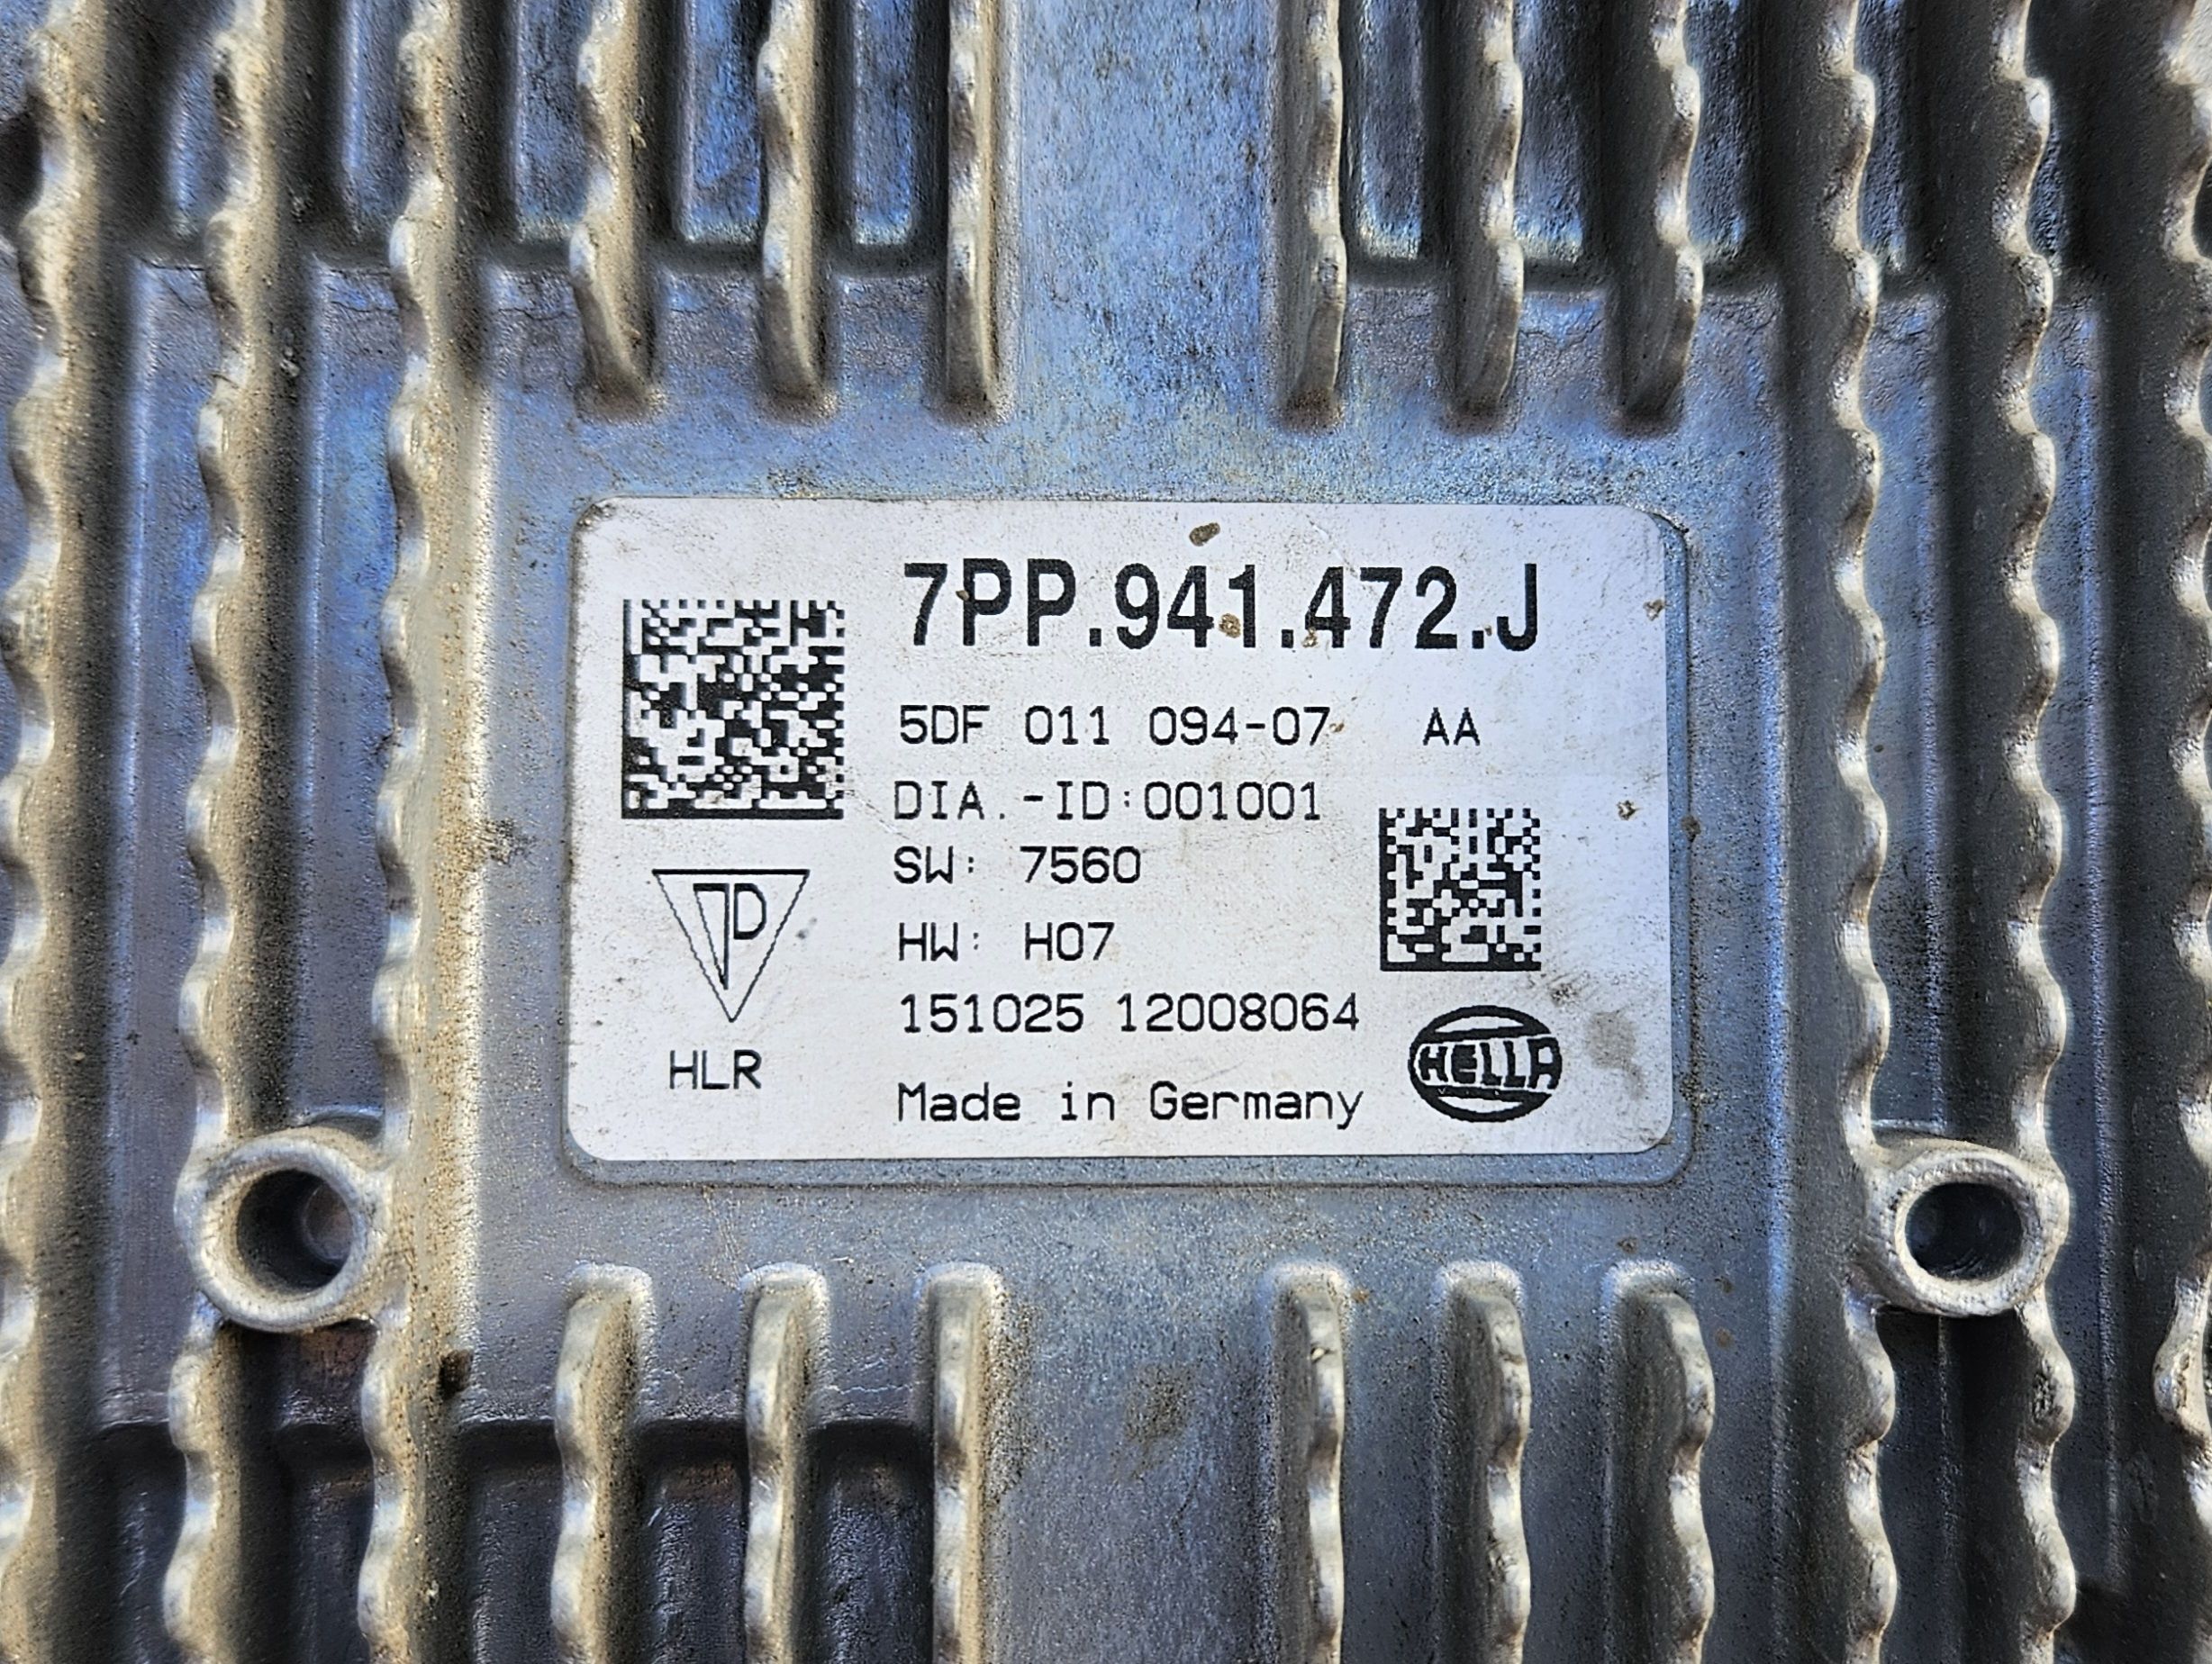 7PP.941.472.J
5DF 011 094-07 AA
DIA.-ID:001001
SW: 7560
HW: H07
151025 12008064
Made in Germany
HLR
HELLA